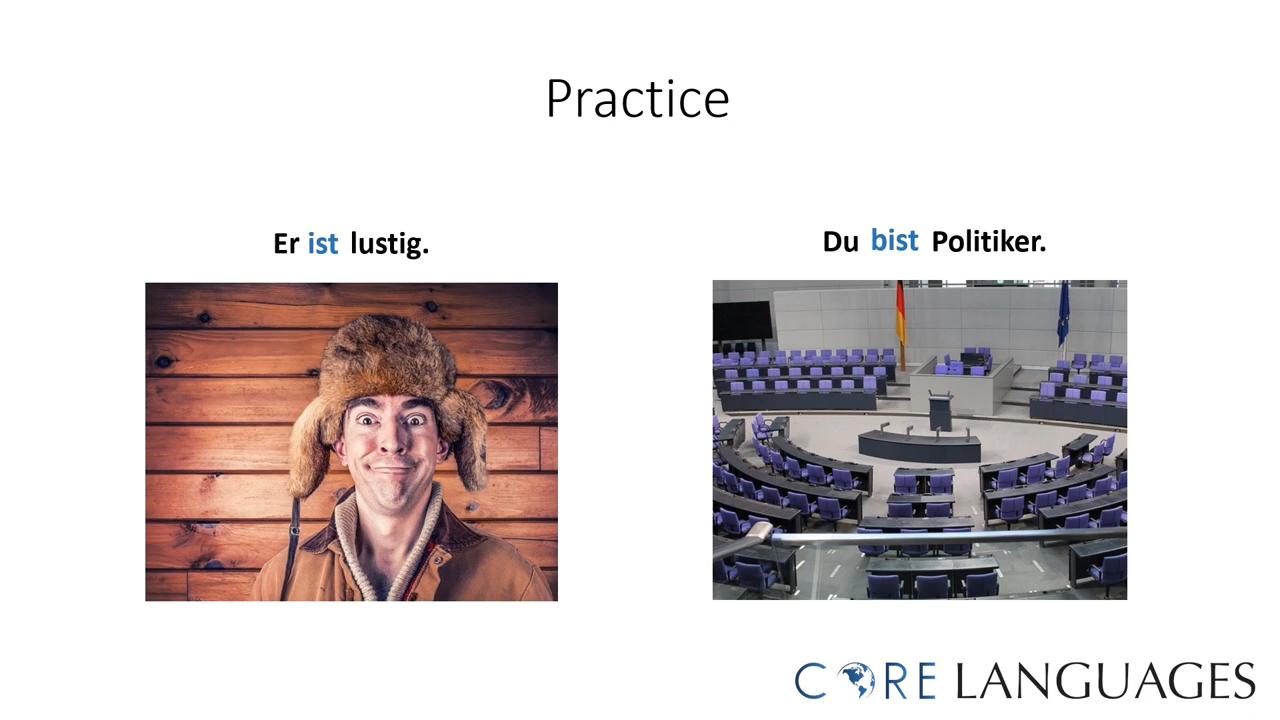 Practice
Er ist lustig.
Du bist Politiker.
CORE LANGUAGES